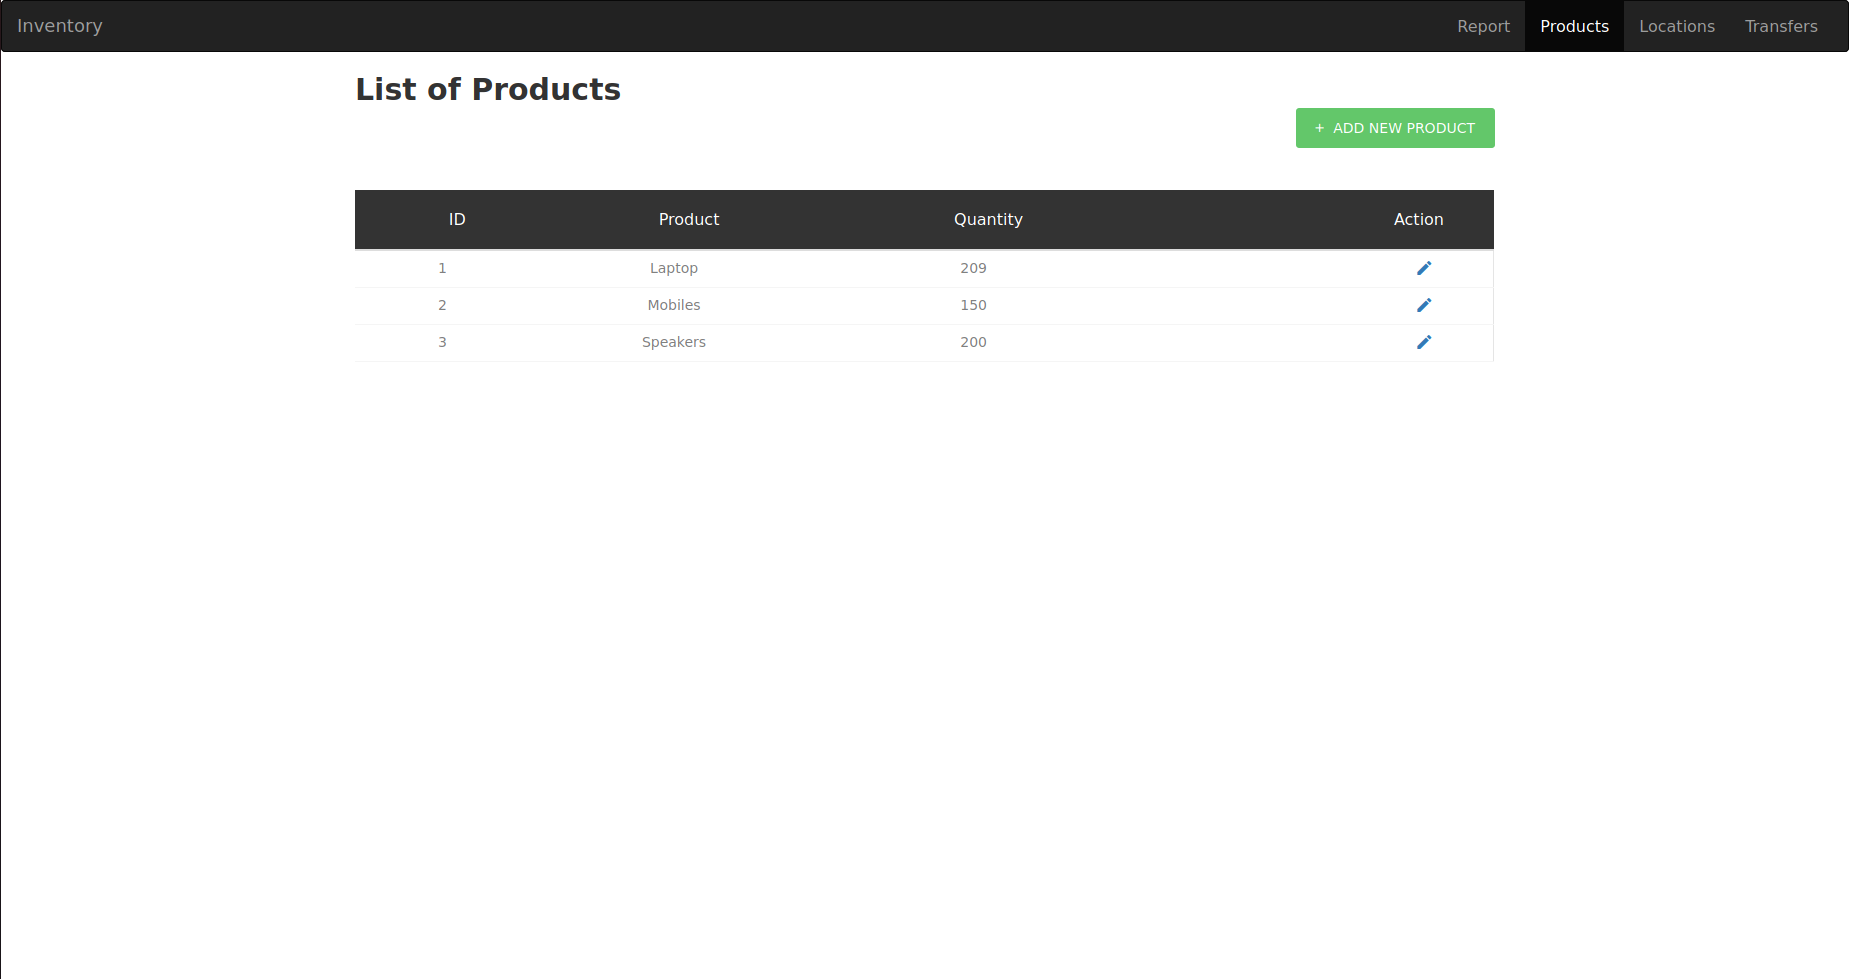 Inventory Report Products Locations Transfers
List of Products
+ ADD NEW PRODUCT
ID Product Quantity Action
1 Laptop 209
2 Mobiles 150
3 Speakers 200